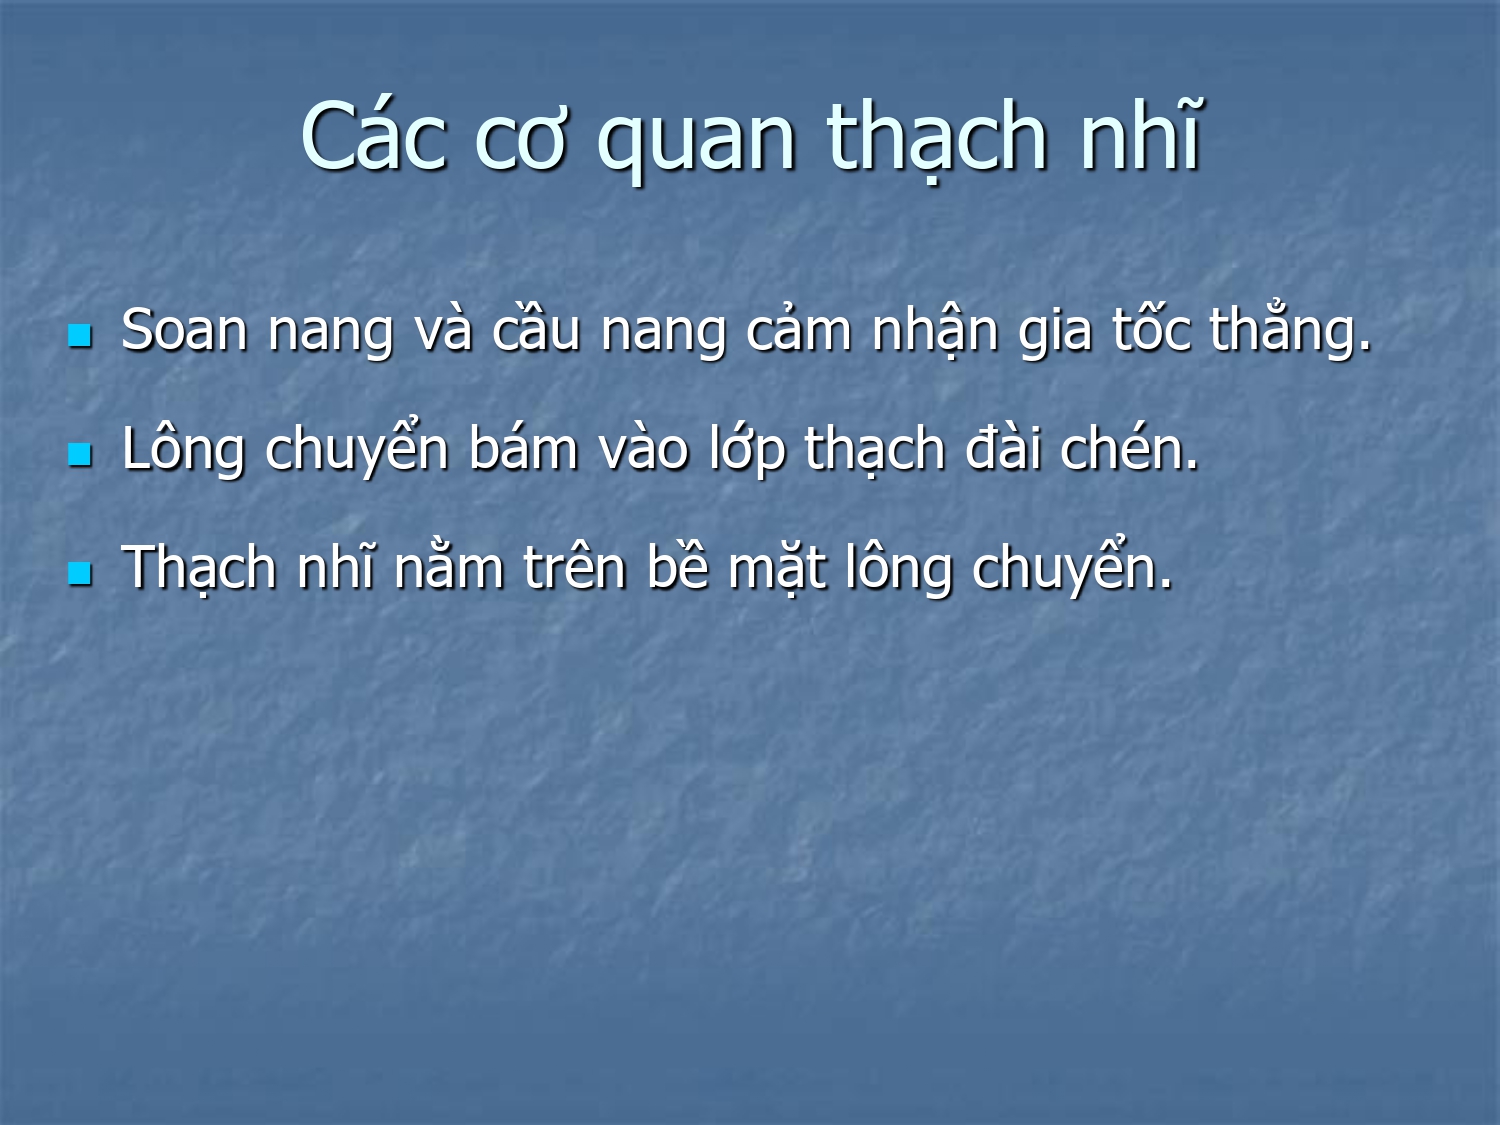 Các cơ quan thạch nhĩ
Soan nang và cầu nang cảm nhận gia tốc thẳng.
Lông chuyển bám vào lớp thạch đài chén.
Thạch nhĩ nằm trên bề mặt lông chuyển.